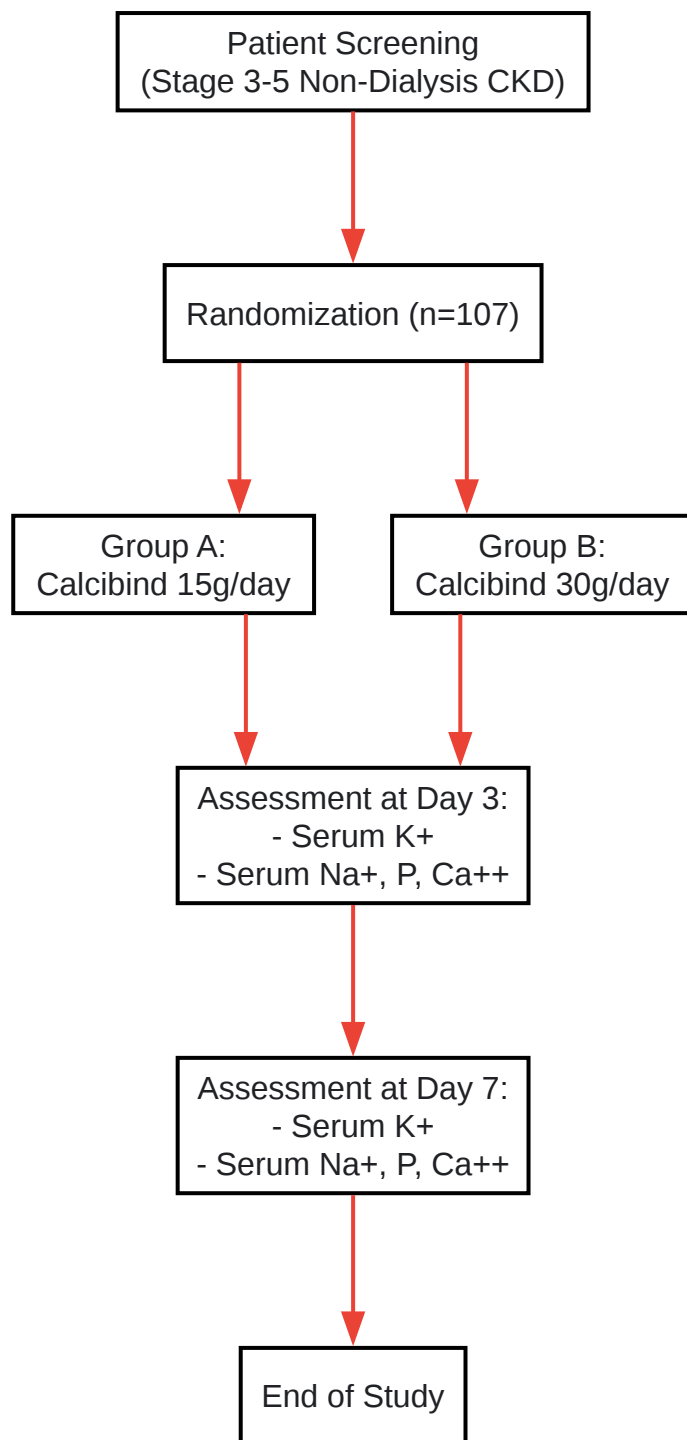 Patient Screening
(Stage 3-5 Non-Dialysis CKD)
Randomization (n=107)
Group A:
Calcibind 15g/day
Group B:
Calcibind 30g/day
Assessment at Day 3:
- Serum K+
- Serum Na+, P, Ca++
Assessment at Day 7:
- Serum K+
- Serum Na+, P, Ca++
End of Study